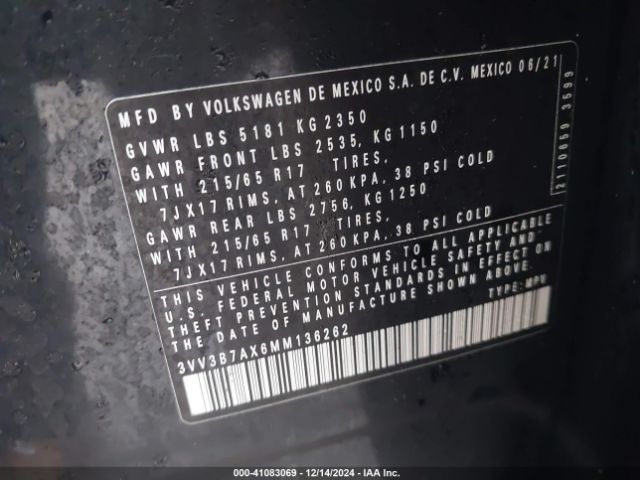 MFD BY VOLKSWAGEN DE MEXICO S.A. DE C.V. MEXICO 06/21
GVWR LBS 5181 KG 2350
GAWR FRONT LBS 2535, KG 1150
WITH 215/65 R17 TIRES,
7JX17 RIMS, AT 260KPA, 38 PSI COLD
GAWR REAR LBS 2756, KG 1250
WITH 215/65 R17 TIRES,
7JX17 RIMS, AT 260KPA, 38 PSI COLD
THIS VEHICLE CONFORMS TO ALL APPLICABLE
U.S. FEDERAL MOTOR VEHICLE SAFETY AND
THEFT PREVENTION STANDARDS IN EFFECT ON
THE DATE OF MANUFACTURE SHOWN ABOVE.
3VV3B7AX6MM136262 TYPE: MPV
2110659 3599
000-41083069 - 12/14/2024 - IAA Inc.